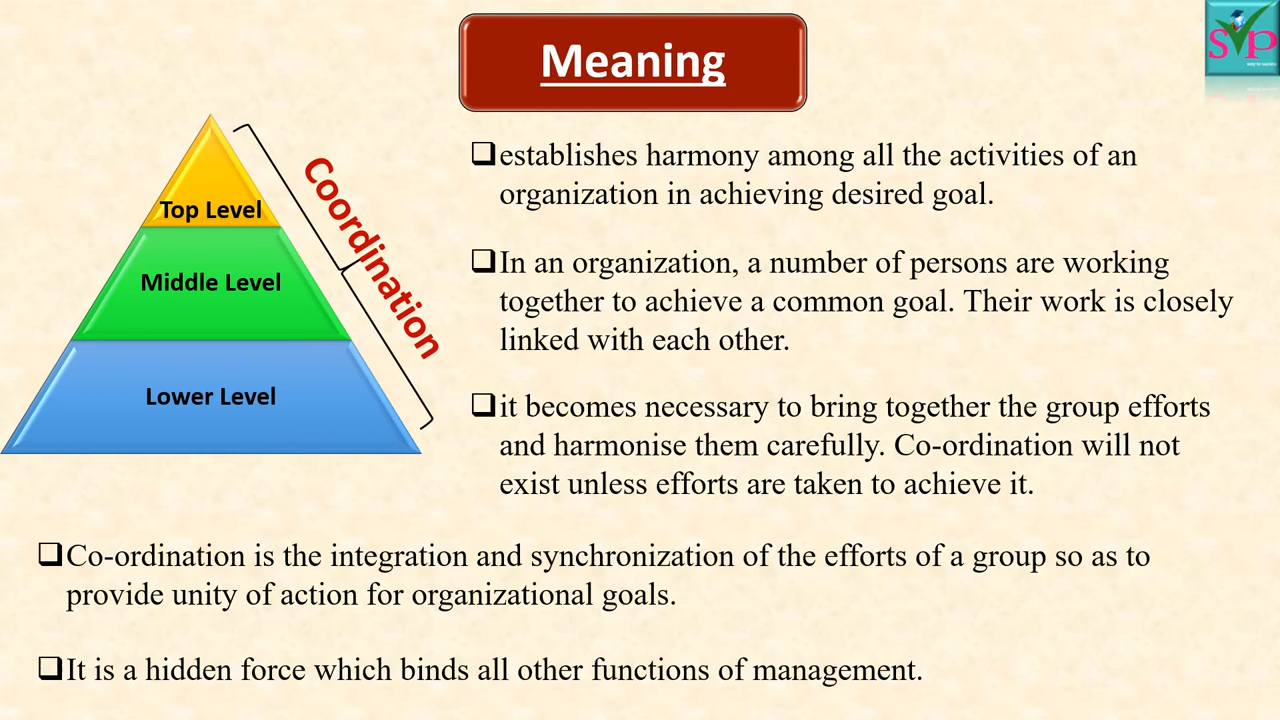 Meaning
SVP
Top Level
Middle Level
Lower Level
Coordination
❑establishes harmony among all the activities of an
organization in achieving desired goal.
❑In an organization, a number of persons are working
together to achieve a common goal. Their work is closely
linked with each other.
❑it becomes necessary to bring together the group efforts
and harmonise them carefully. Co-ordination will not
exist unless efforts are taken to achieve it.
❑Co-ordination is the integration and synchronization of the efforts of a group so as to
provide unity of action for organizational goals.
❑It is a hidden force which binds all other functions of management.